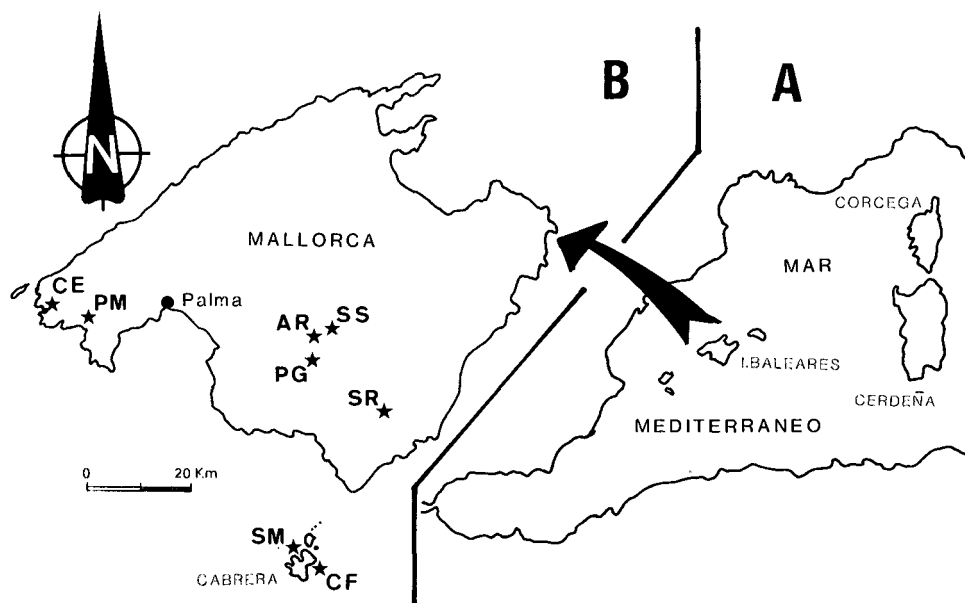 B
A
N
CORCEGA
MALLORCA
MAR
CE
PM
Palma
AR
SS
PG
SR
I.BALEARES
CERDEÑA
MEDITERRANEO
0 20 Km
SM
CABRERA
CF